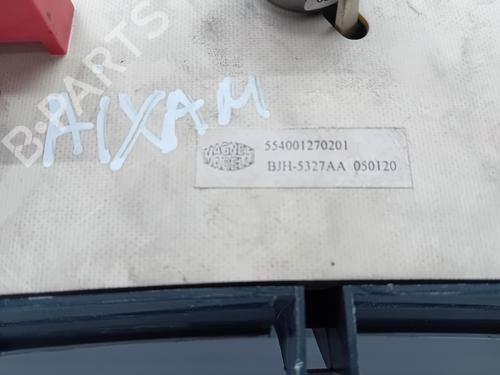 B-PARTS
AIXAM
MAGNETI
MARELLI
554001270201
BJH-5327AA 050120